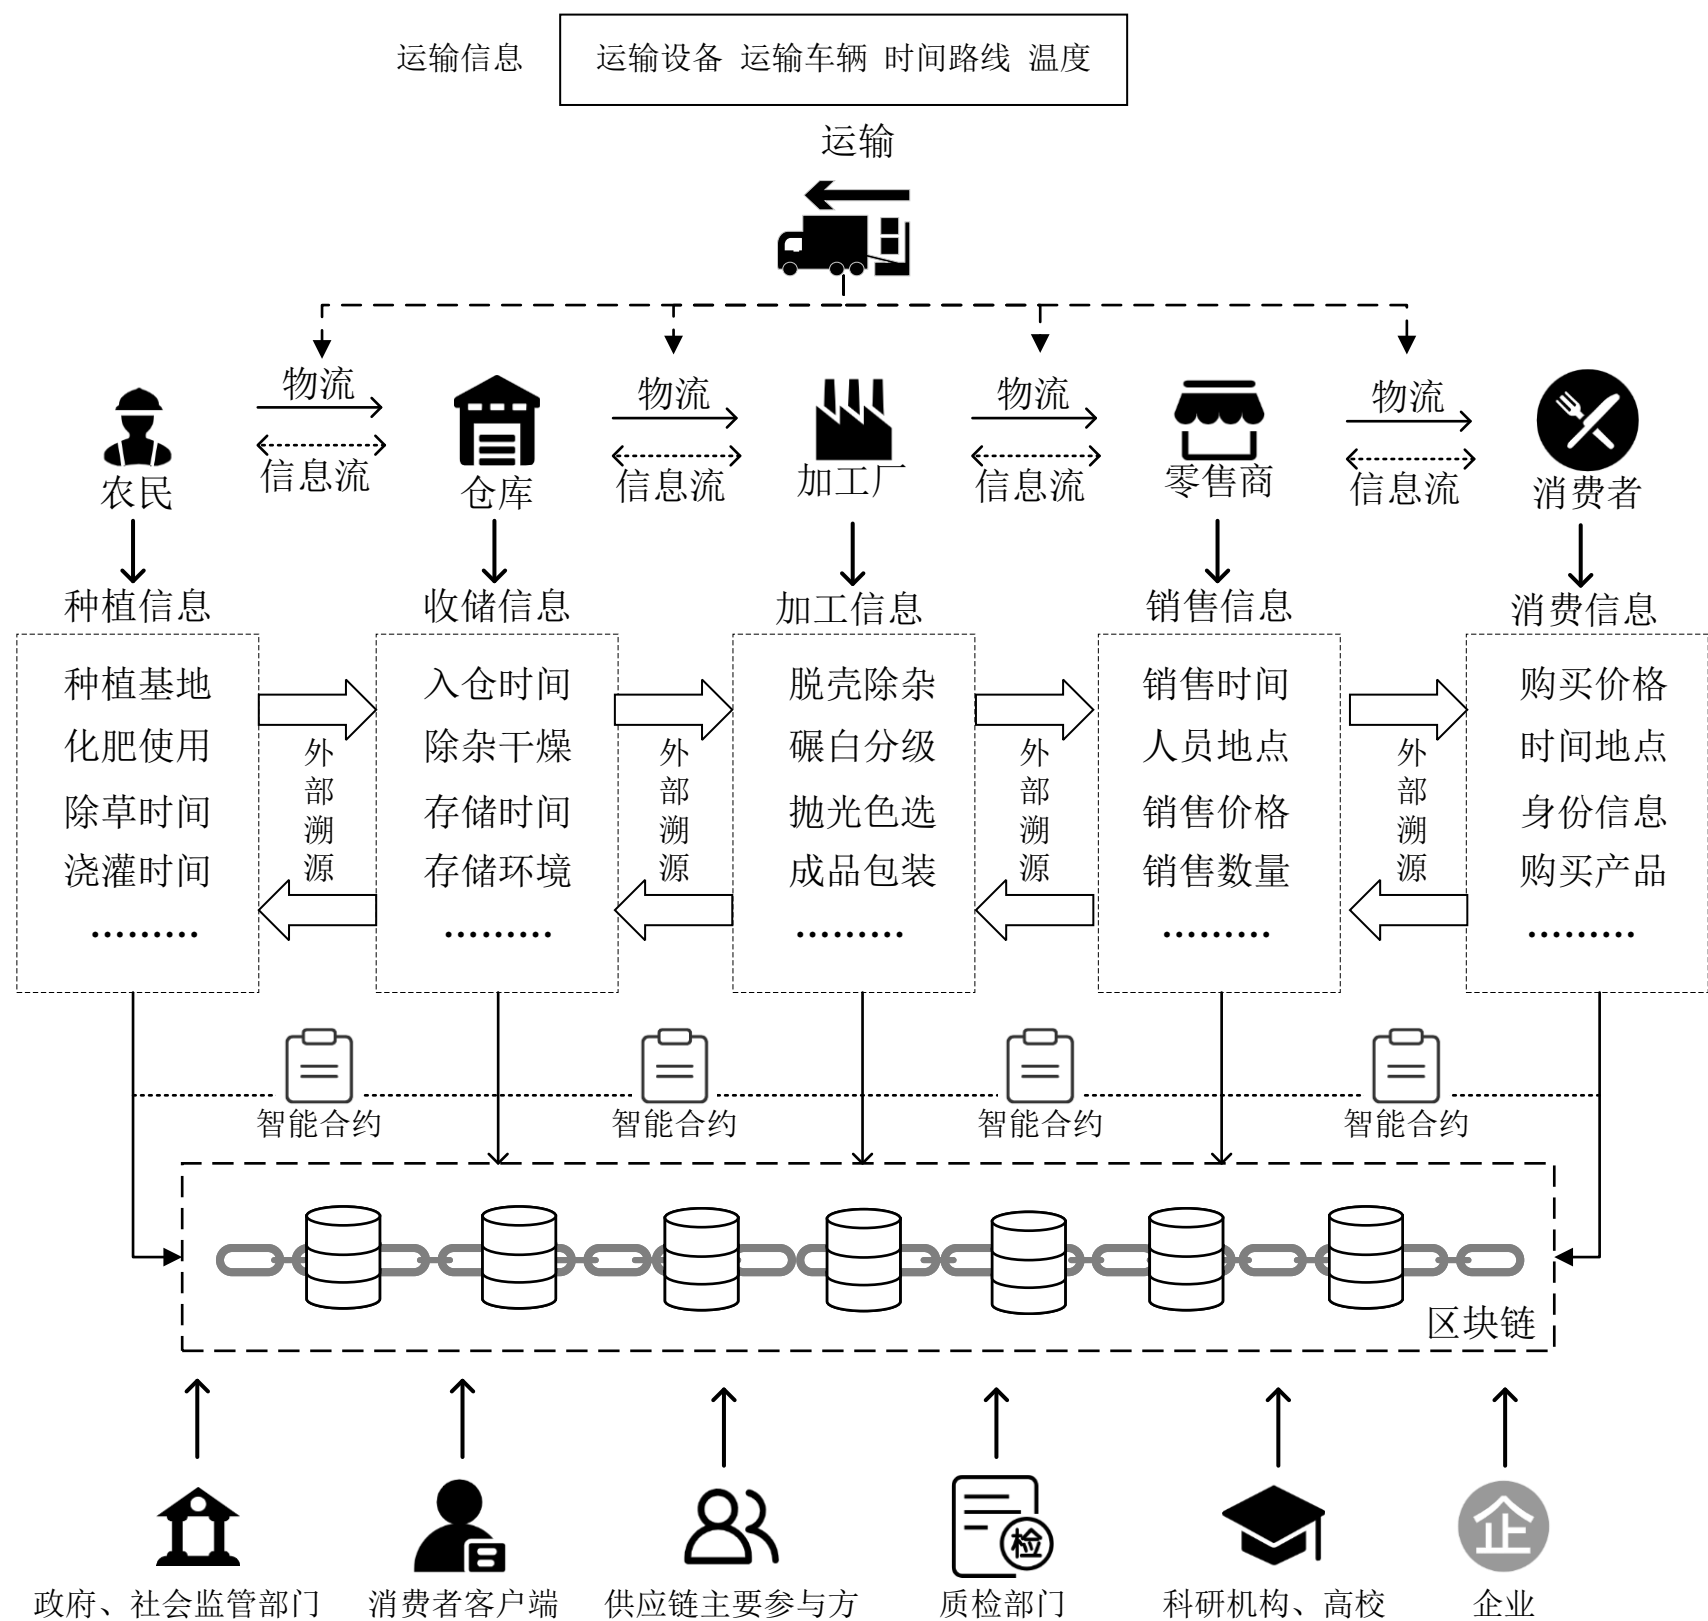 运输信息
运输设备 运输车辆 时间路线 温度
运输
物流 物流 物流 物流
信息流 信息流 信息流 信息流
农民 仓库 加工厂 零售商 消费者
种植信息
种植基地
化肥使用
除草时间
浇灌时间
………
收储信息
入仓时间
除杂干燥
存储时间
存储环境
………
加工信息
脱壳除杂
碾白分级
抛光色选
成品包装
………
销售信息
销售时间
人员地点
销售价格
销售数量
………
消费信息
购买价格
时间地点
身份信息
购买产品
………
外部溯源
外部溯源
外部溯源
外部溯源
智能合约 智能合约 智能合约 智能合约
区块链
检
企
政府、社会监管部门 消费者客户端 供应链主要参与方 质检部门 科研机构、高校 企业